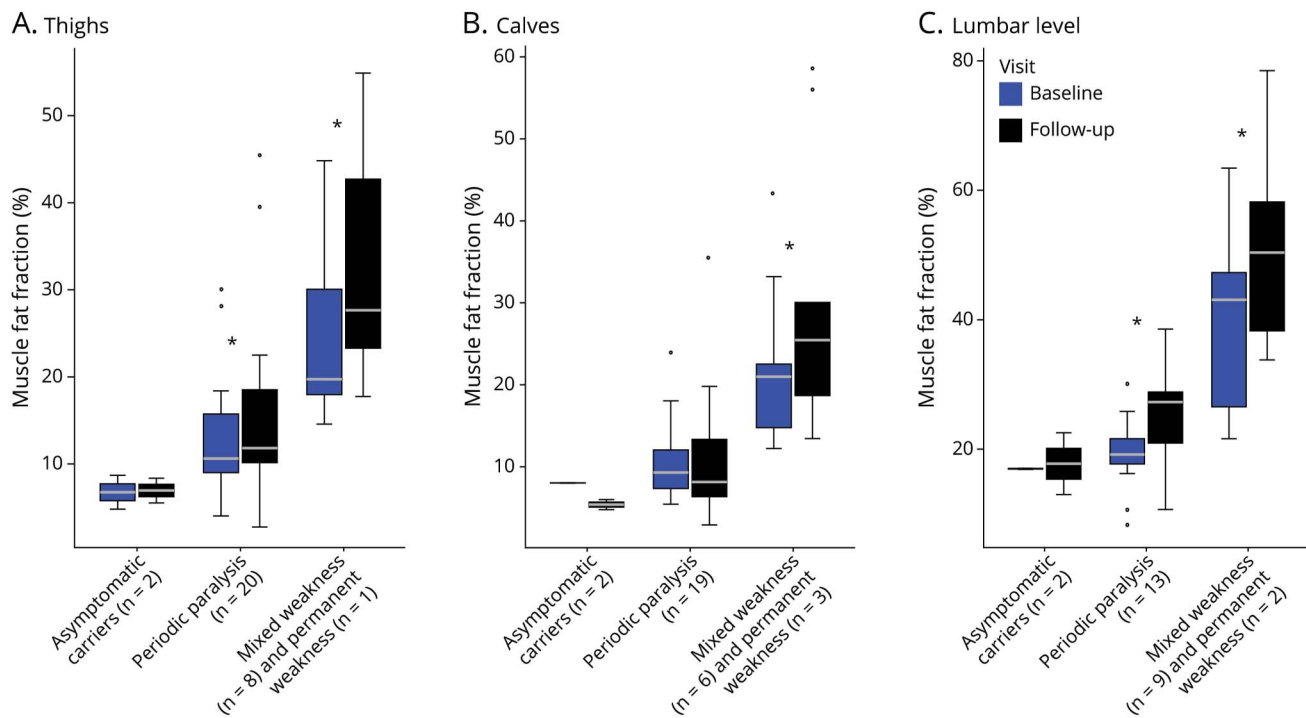 A. Thighs
Muscle fat fraction (%)
50
40
30
20
10
*
*
Asymptomatic
carriers (n = 2)
Periodic paralysis
(n = 20)
Mixed weakness
(n = 8) and permanent
weakness (n = 1)
B. Calves
Muscle fat fraction (%)
60
50
40
30
20
10
*
Asymptomatic
carriers (n = 2)
Periodic paralysis
(n = 19)
Mixed weakness
(n = 6) and permanent
weakness (n = 3)
C. Lumbar level
Muscle fat fraction (%)
80
60
40
20
Visit
Baseline
Follow-up
*
*
Asymptomatic
carriers (n = 2)
Periodic paralysis
(n = 13)
Mixed weakness
(n = 9) and permanent
weakness (n = 2)